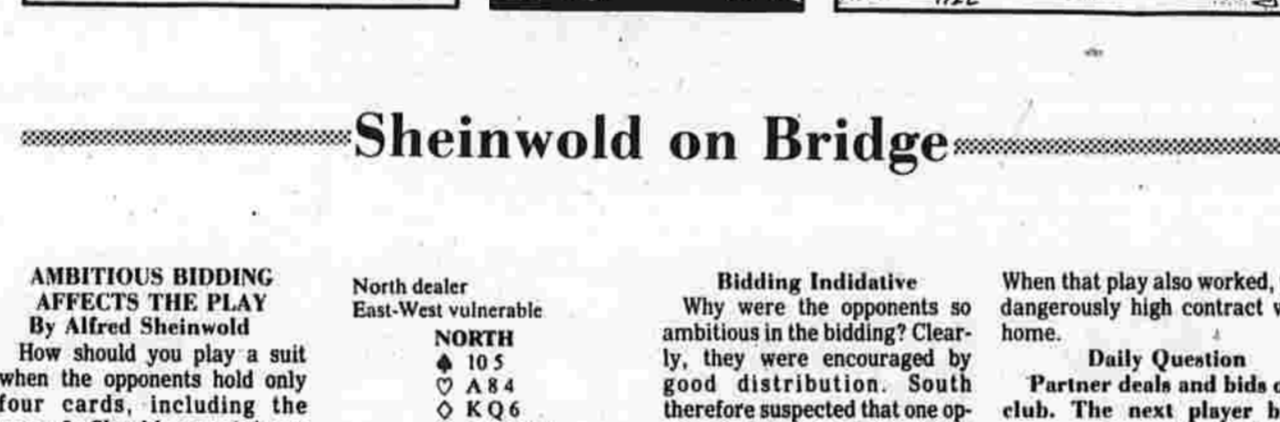 Sheinwold on Bridge
AMBITIOUS BIDDING
AFFECTS THE PLAY
By Alfred Sheinwold
How should you play a suit
when the opponents hold only
four cards, including the
North dealer
East-West vulnerable
NORTH
♠ 10 5
♡ A 8 4
◇ K Q 6
Bidding Indidative
Why were the opponents so
ambitious in the bidding? Clear-
ly, they were encouraged by
good distribution. South
therefore suspected that one op-
When that play also worked,
dangerously high contract
home.
Daily Question
Partner deals and bids
club. The next player